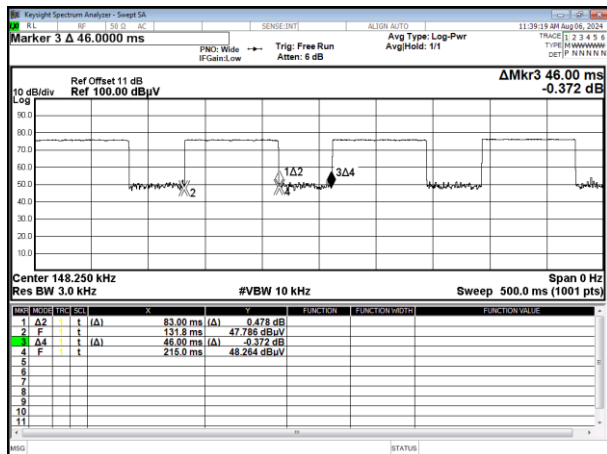 Keysight Spectrum Analyzer - Swept SA
RL RF 50 Ω AC SENSE:INT ALIGN AUTO 11:39:19 AM Aug 06, 2024
Marker 3 Δ 46.0000 ms
PNO: Wide
IFGain:Low
Trig: Free Run
Atten: 6 dB
Avg Type: Log-Pwr
Avg|Hold: 1/1
TRACE 1 2 3 4 5 6
TYPE M WWWWW
DET P N N N N N
Ref Offset 11 dB
10 dB/div Ref 100.00 dBµV
ΔMkr3 46.00 ms
-0.372 dB
Log
90.0
80.0
70.0
60.0
50.0
40.0
30.0
20.0
10.0
1Δ2
3Δ4
2
4
Center 148.250 kHz Span 0 Hz
Res BW 3.0 kHz #VBW 10 kHz Sweep 500.0 ms (1001 pts)
MKR MODE TRC SCL X Y FUNCTION FUNCTION WIDTH FUNCTION VALUE
1 Δ2 1 t (Δ) 83.00 ms (Δ) 0.478 dB
2 F 1 t 131.8 ms 47.786 dBµV
3 Δ4 1 t (Δ) 46.00 ms (Δ) -0.372 dB
4 F 1 t 215.0 ms 48.264 dBµV
5
6
7
8
9
10
11
MSG STATUS